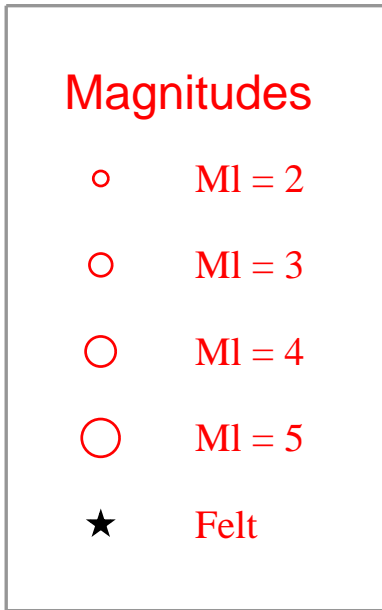 Magnitudes
Ml = 2
Ml = 3
Ml = 4
Ml = 5
Felt